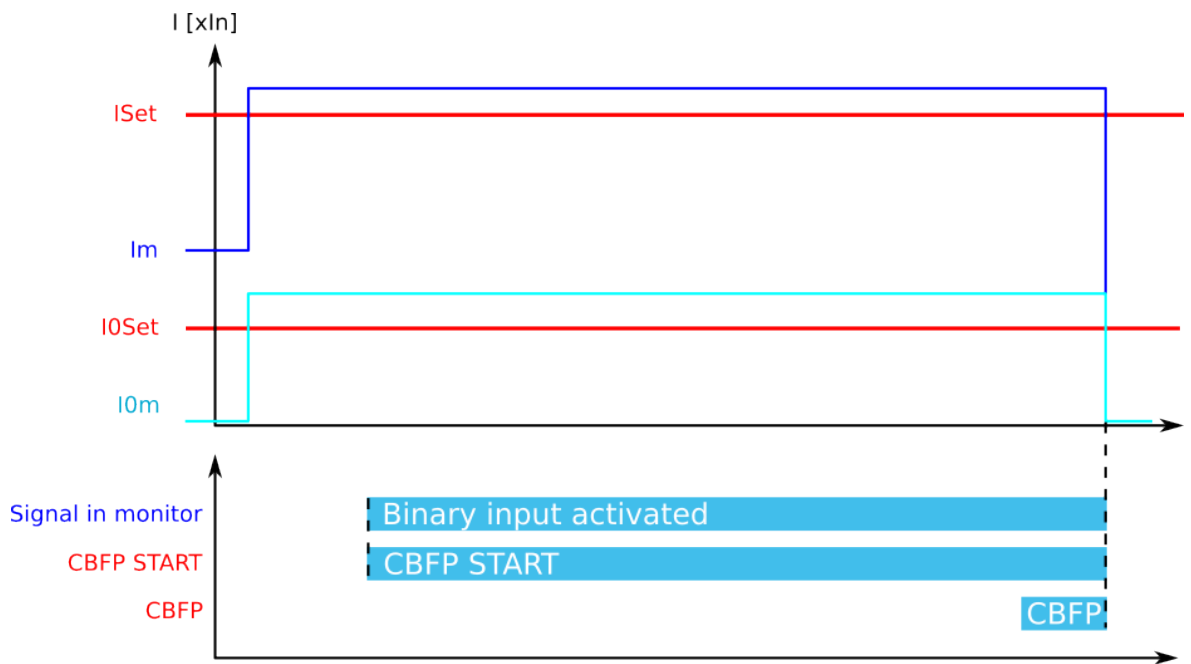 I [xIn]
ISet
Im
I0Set
I0m
Signal in monitor
Binary input activated
CBFP START
CBFP START
CBFP
CBFP